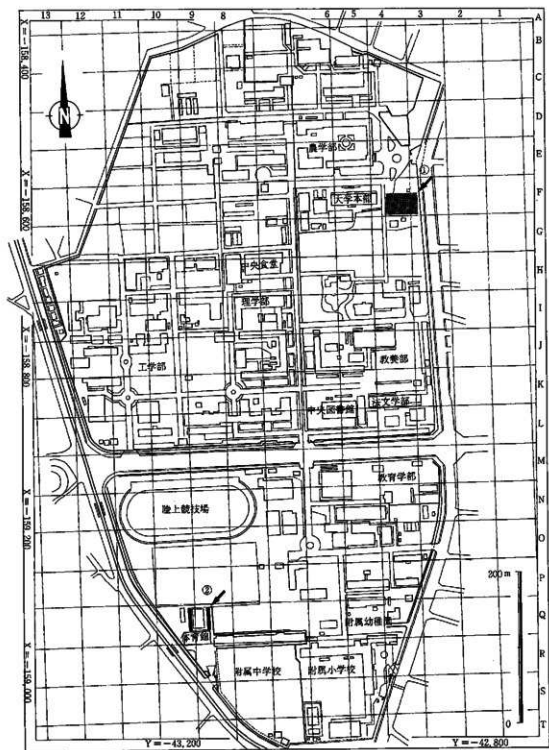 13 12 11 10 9 8 7 6 5 4 3 2 1 A
B
X=-158,400
C
N
D
農学部
E
①
大学本部
F
X=-158,600
G
中央食堂
H
理学部
I
教養部
J
工学部
X=-158,800
K
中央図書館 法文学部
L
M
教育学部
N
陸上競技場
X=-159,200
O
200m
②
P
附属幼稚園
Q
体育館
R
附属中学校 附属小学校
X=-159,000
S
0
T
Y=-43,200 Y=-42,800